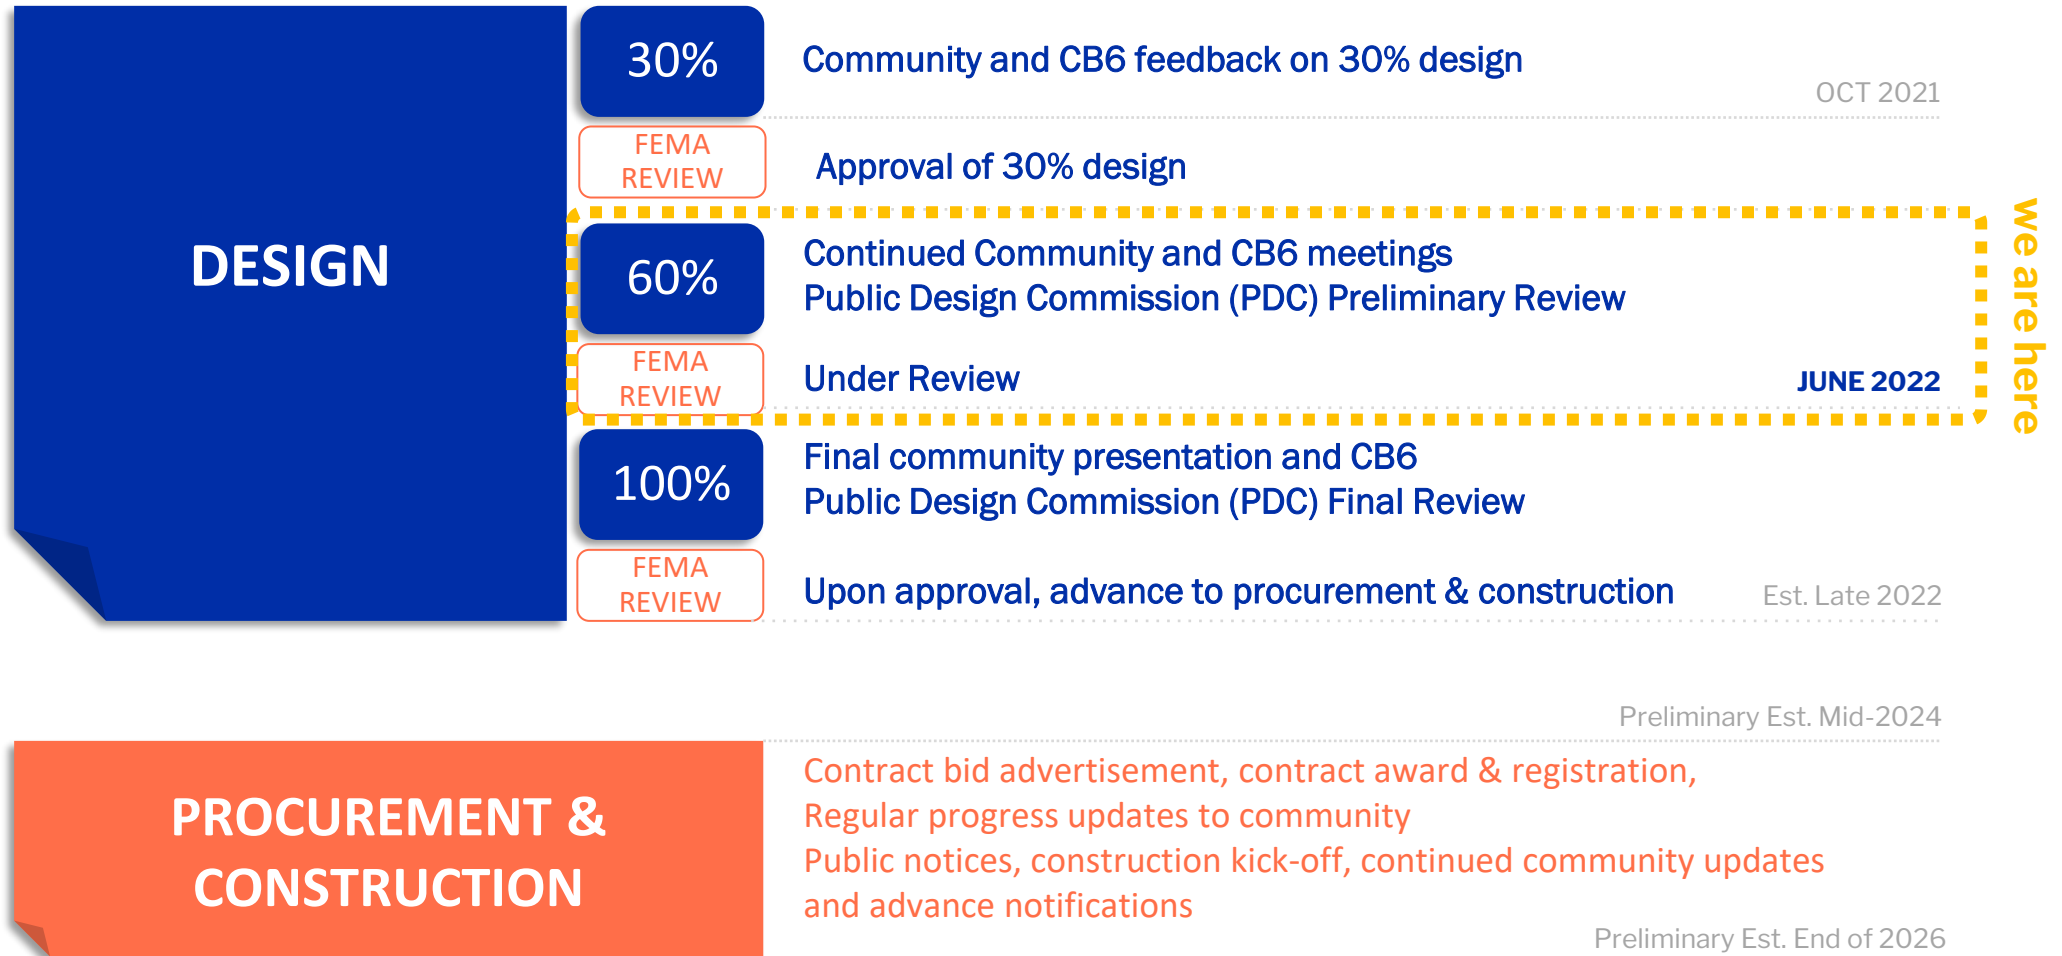 DESIGN
30%
Community and CB6 feedback on 30% design
OCT 2021
FEMA
REVIEW
Approval of 30% design
60%
Continued Community and CB6 meetings
Public Design Commission (PDC) Preliminary Review
FEMA
REVIEW
Under Review
JUNE 2022
we are here
100%
Final community presentation and CB6
Public Design Commission (PDC) Final Review
FEMA
REVIEW
Upon approval, advance to procurement & construction
Est. Late 2022
Preliminary Est. Mid-2024
PROCUREMENT &
CONSTRUCTION
Contract bid advertisement, contract award & registration,
Regular progress updates to community
Public notices, construction kick-off, continued community updates
and advance notifications
Preliminary Est. End of 2026